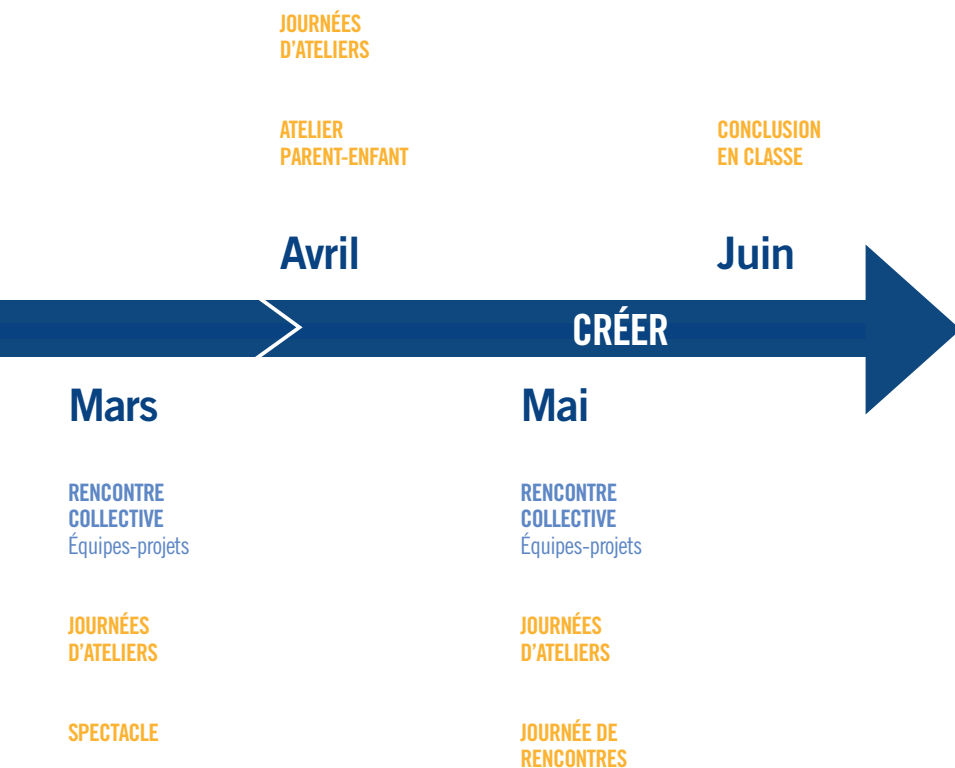 JOURNÉES
D'ATELIERS
ATELIER
PARENT-ENFANT
CONCLUSION
EN CLASSE
Avril
Juin
CRÉER
Mars
Mai
RENCONTRE
COLLECTIVE
Équipes-projets
RENCONTRE
COLLECTIVE
Équipes-projets
JOURNÉES
D'ATELIERS
JOURNÉES
D'ATELIERS
SPECTACLE
JOURNÉE DE
RENCONTRES